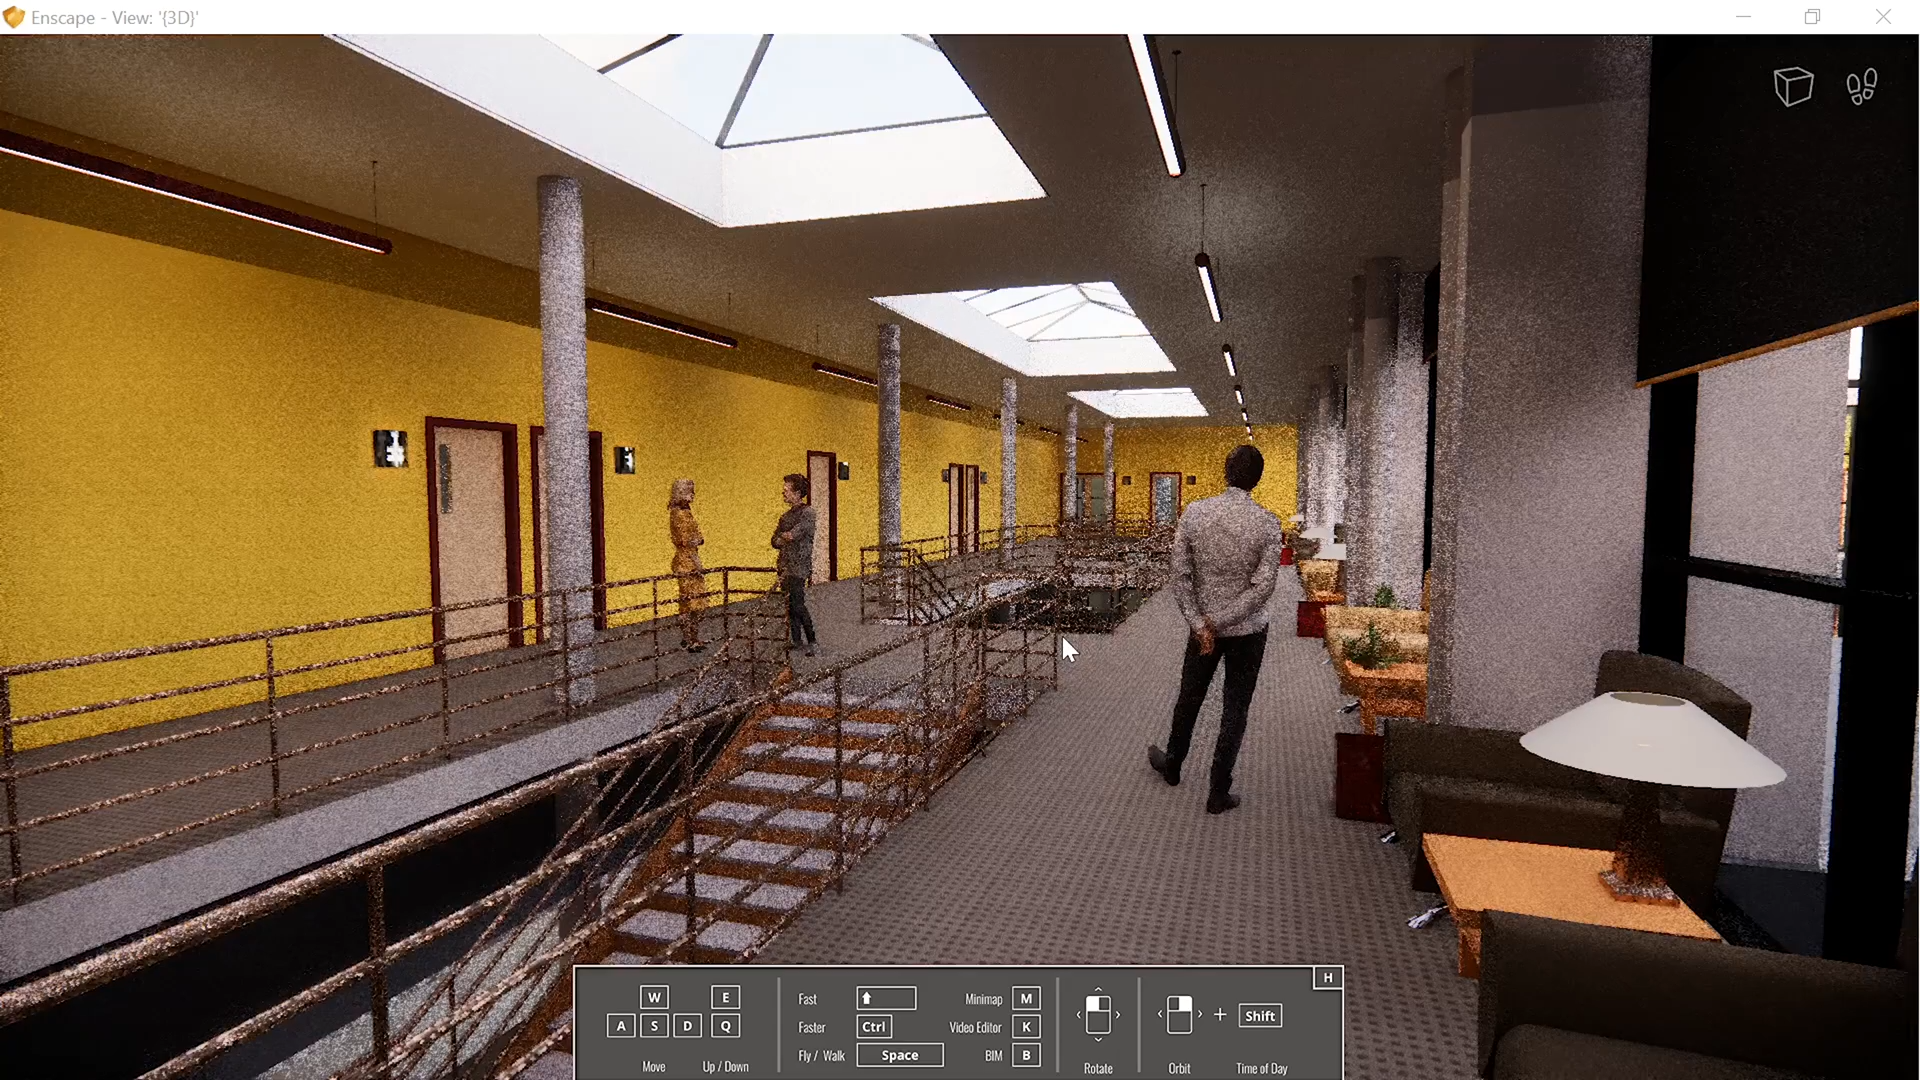 Enscape - View: '{3D}'
H
W E
A S D Q
Move Up / Down
Fast Minimap M
Faster Ctrl Video Editor K
Fly / Walk Space BIM B
Rotate
+ Shift
Orbit Time of Day